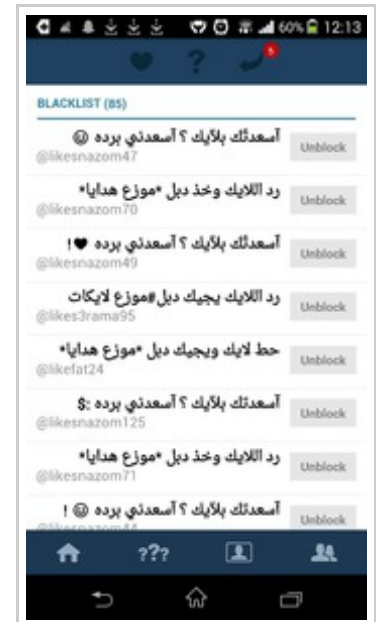 60% 12:13
?
5
BLACKLIST (85)
آسعدتك بلآيك ؟ آسعدني برده ☺
@likesnazom47
Unblock
رد اللايك وخذ دبل *موزع هدايا*
@likesnazom70
Unblock
آسعدتك بلآيك ؟ آسعدني برده ♥ !
@likesnazom49
Unblock
رد اللايك يجيك دبل#موزع لايكات
@likes3rama95
Unblock
حط لايك ويجيك دبل *موزع هدايا*
@likefat24
Unblock
آسعدتك بلآيك ؟ آسعدني برده :$
@likesnazom125
Unblock
رد اللايك وخذ دبل *موزع هدايا*
@likesnazom71
Unblock
آسعدتك بلآيك ؟ آسعدني برده ☺ !
@likesnazom44
Unblock
???